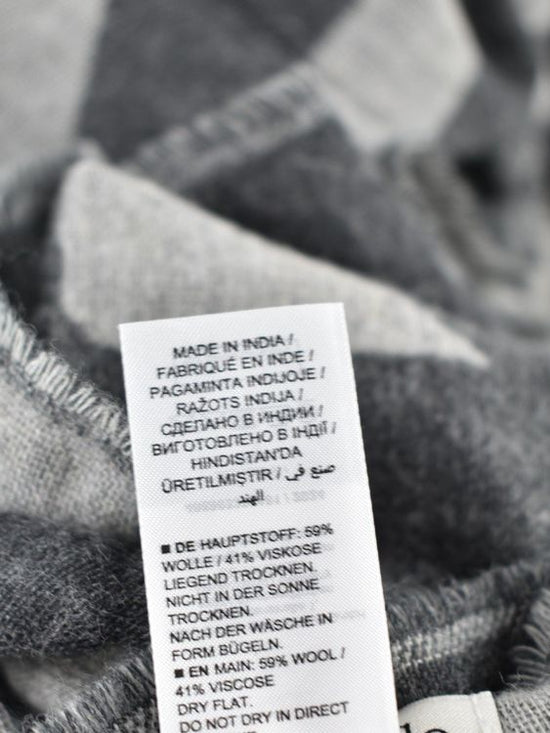 MADE IN INDIA /
FABRIQUÉ EN INDE /
PAGAMINTA INDIJOJE /
RAŽOTS INDIJA /
СДЕЛАНО В ИНДИИ /
ВИГОТОВЛЕНО В ІНДІЇ /
HINDISTAN'DA
ÜRETILMIŞTIR / صنع في
الهند
■ DE HAUPTSTOFF: 59%
WOLLE / 41% VISKOSE
LIEGEND TROCKNEN.
NICHT IN DER SONNE
TROCKNEN.
NACH DER WÄSCHE IN
FORM BÜGELN.
■ EN MAIN: 59% WOOL /
41% VISCOSE
DRY FLAT.
DO NOT DRY IN DIRECT